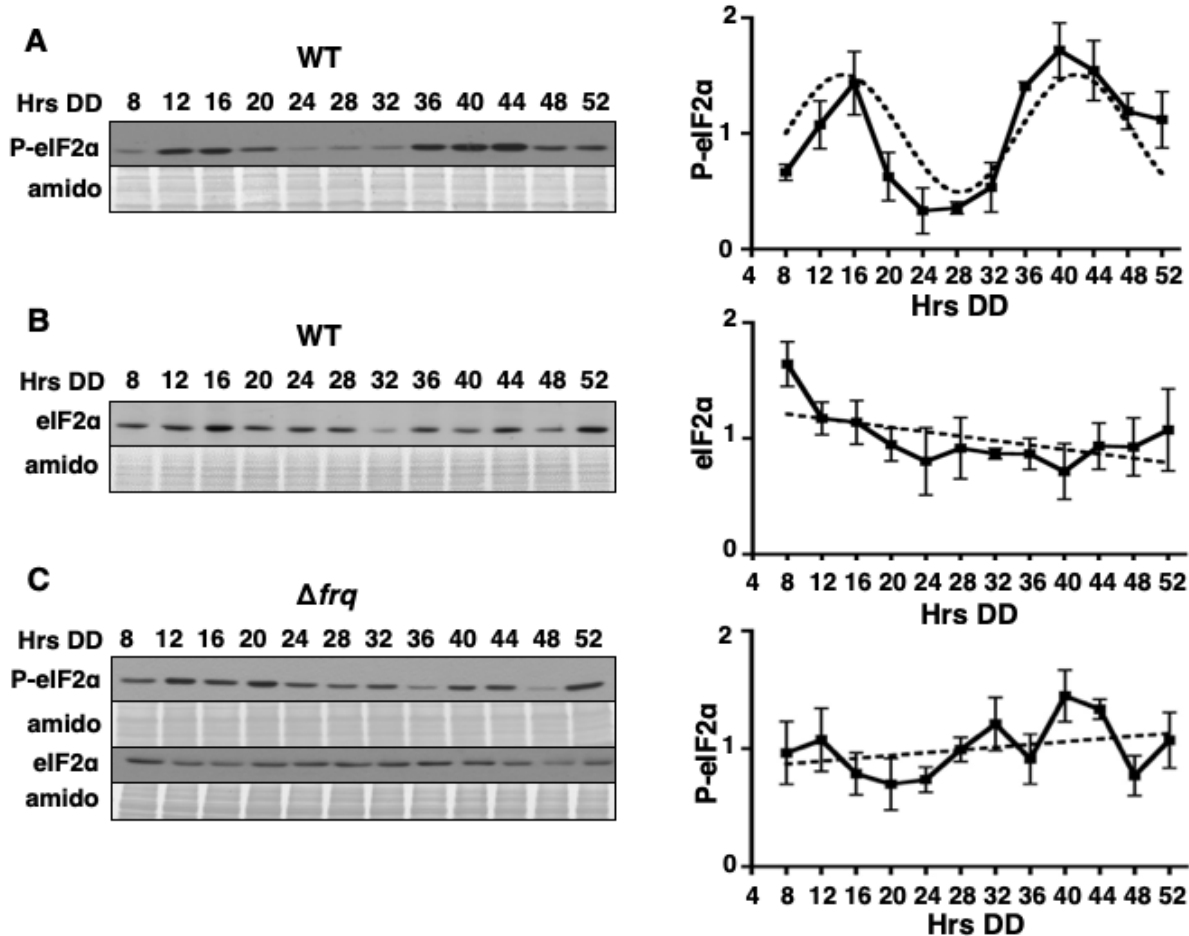 A
WT
Hrs DD 8 12 16 20 24 28 32 36 40 44 48 52
P-eIF2α
amido
2
1
0
P-eIF2α
4 8 12 16 20 24 28 32 36 40 44 48 52
Hrs DD
B
WT
Hrs DD 8 12 16 20 24 28 32 36 40 44 48 52
eIF2α
amido
2
1
0
eIF2α
4 8 12 16 20 24 28 32 36 40 44 48 52
Hrs DD
C
Δfrq
Hrs DD 8 12 16 20 24 28 32 36 40 44 48 52
P-eIF2α
amido
eIF2α
amido
2
1
0
P-eIF2α
4 8 12 16 20 24 28 32 36 40 44 48 52
Hrs DD